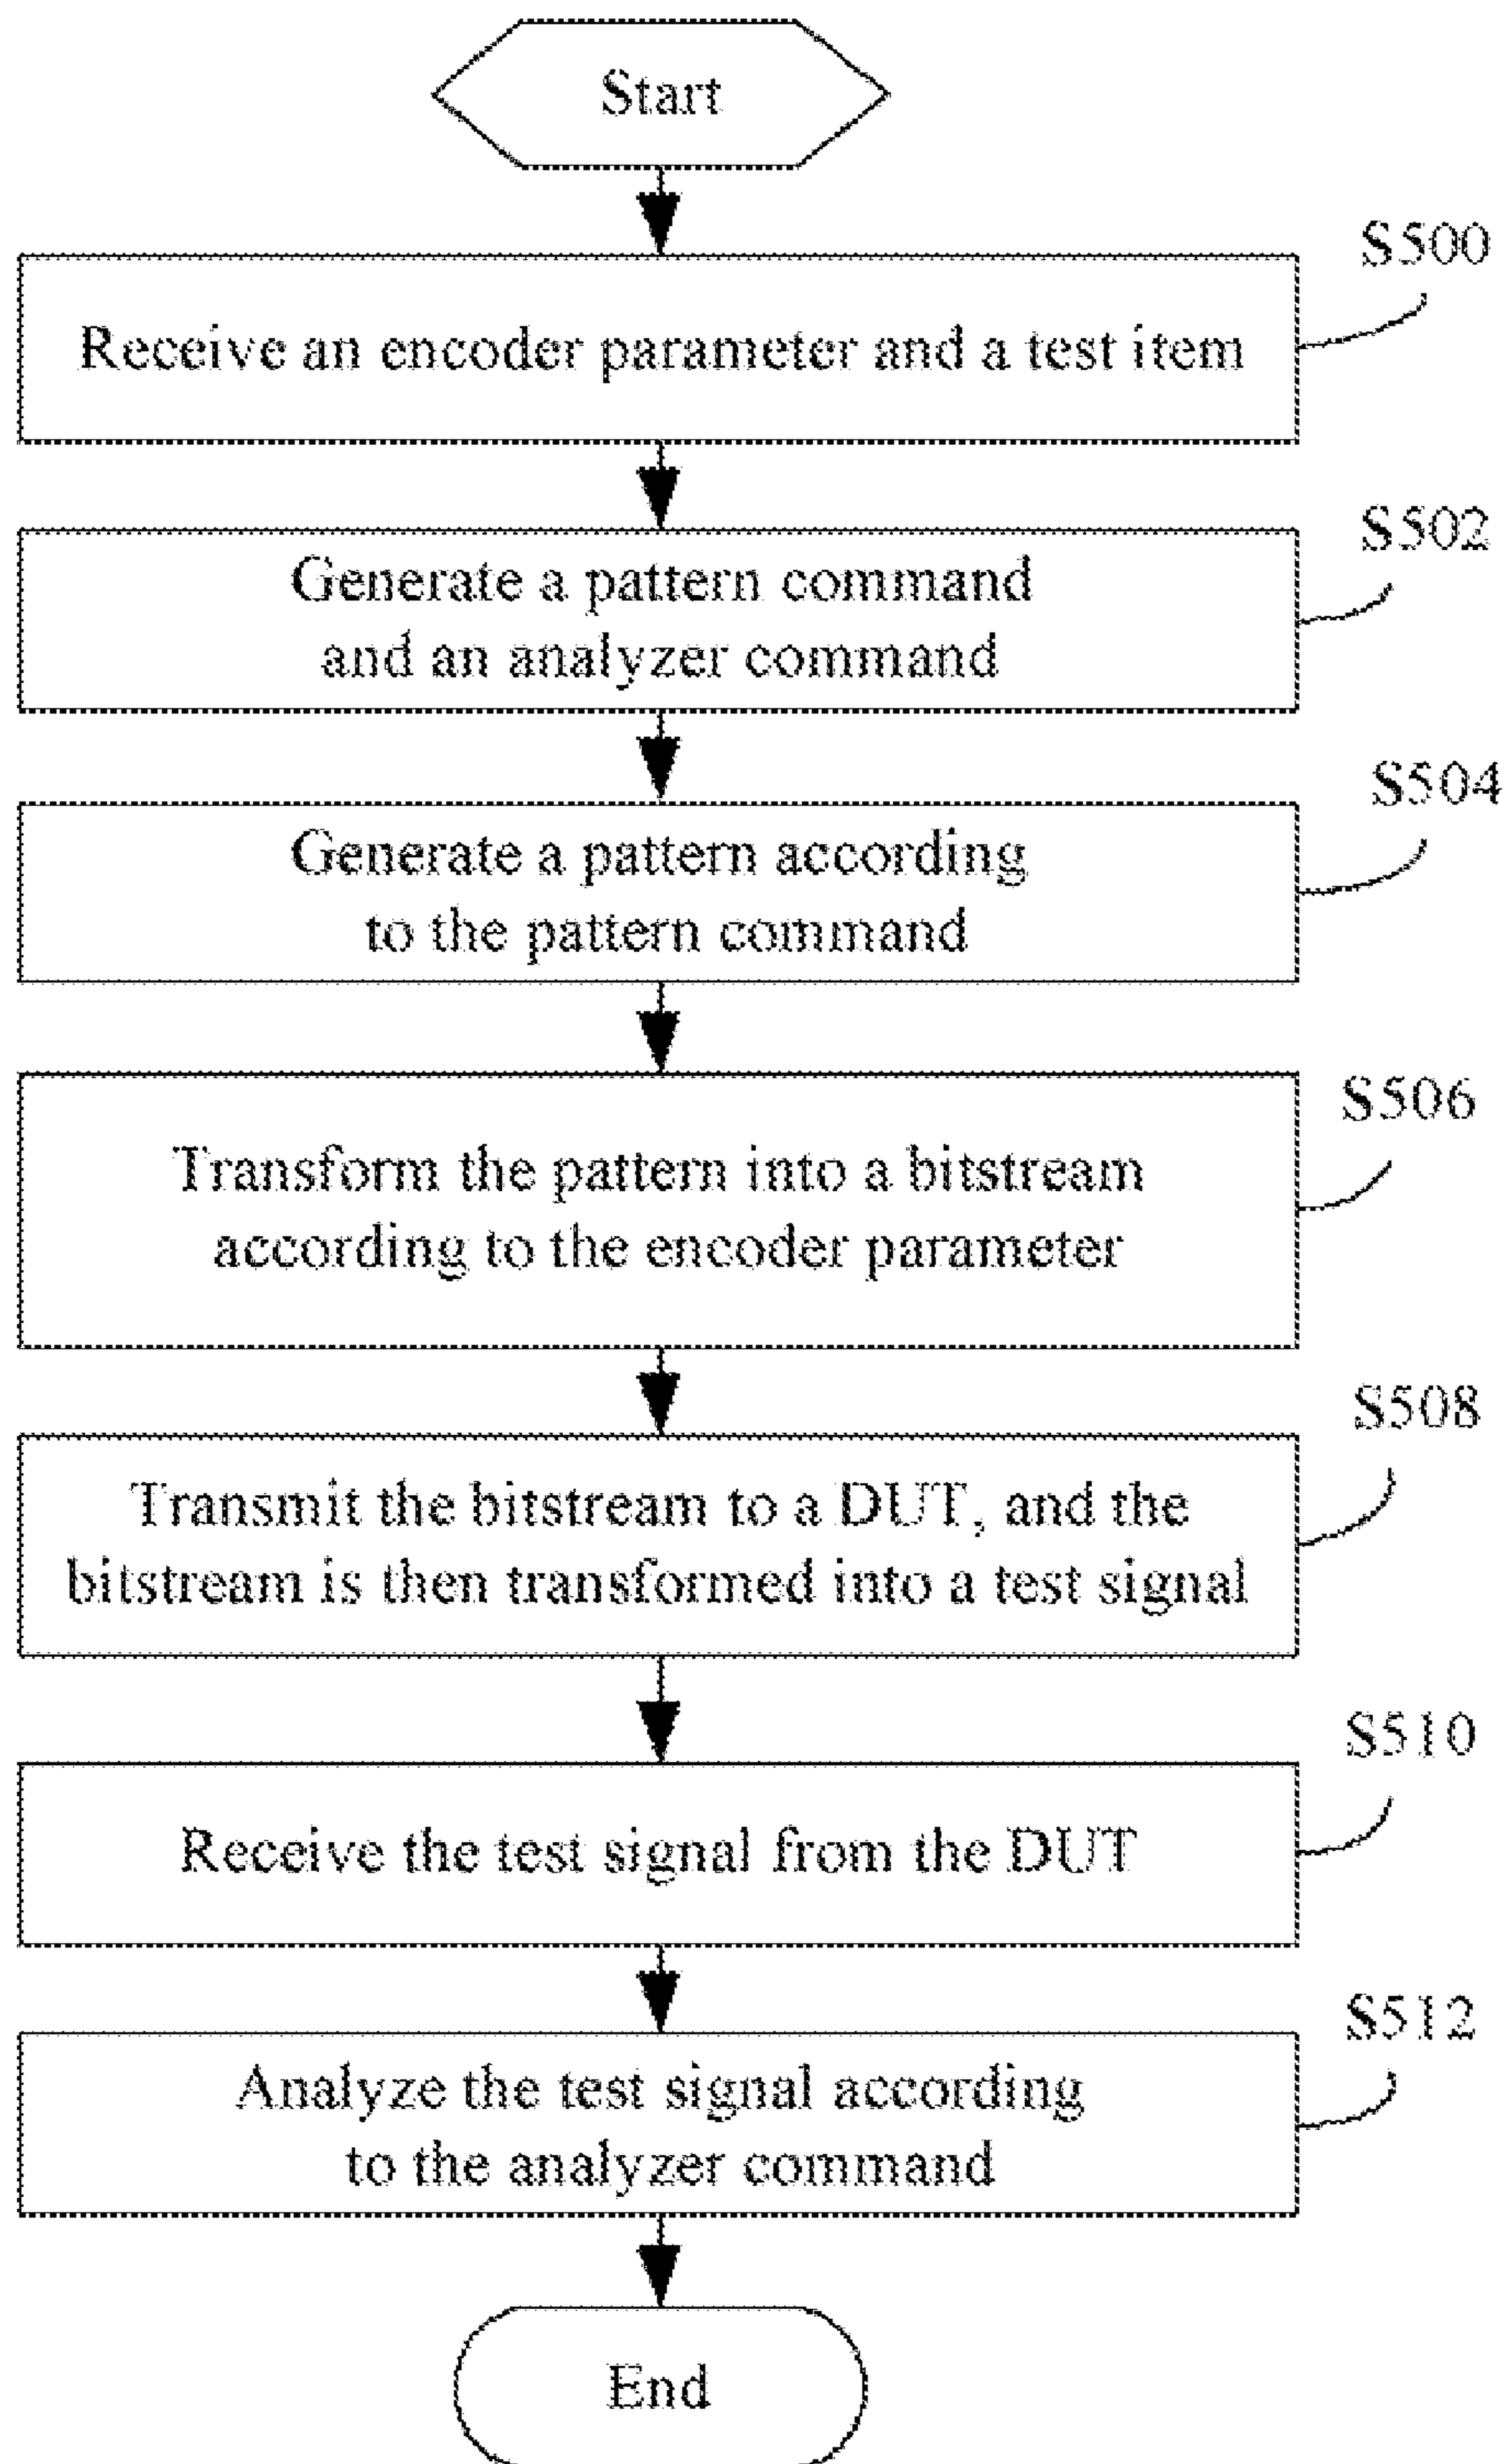 Start
S500
Receive an encoder parameter and a test item
S502
Generate a pattern command
and an analyzer command
S504
Generate a pattern according
to the pattern command
S506
Transform the pattern into a bitstream
according to the encoder parameter
S508
Transmit the bitstream to a DUT, and the
bitstream is then transformed into a test signal
S510
Receive the test signal from the DUT
S512
Analyze the test signal according
to the analyzer command
End